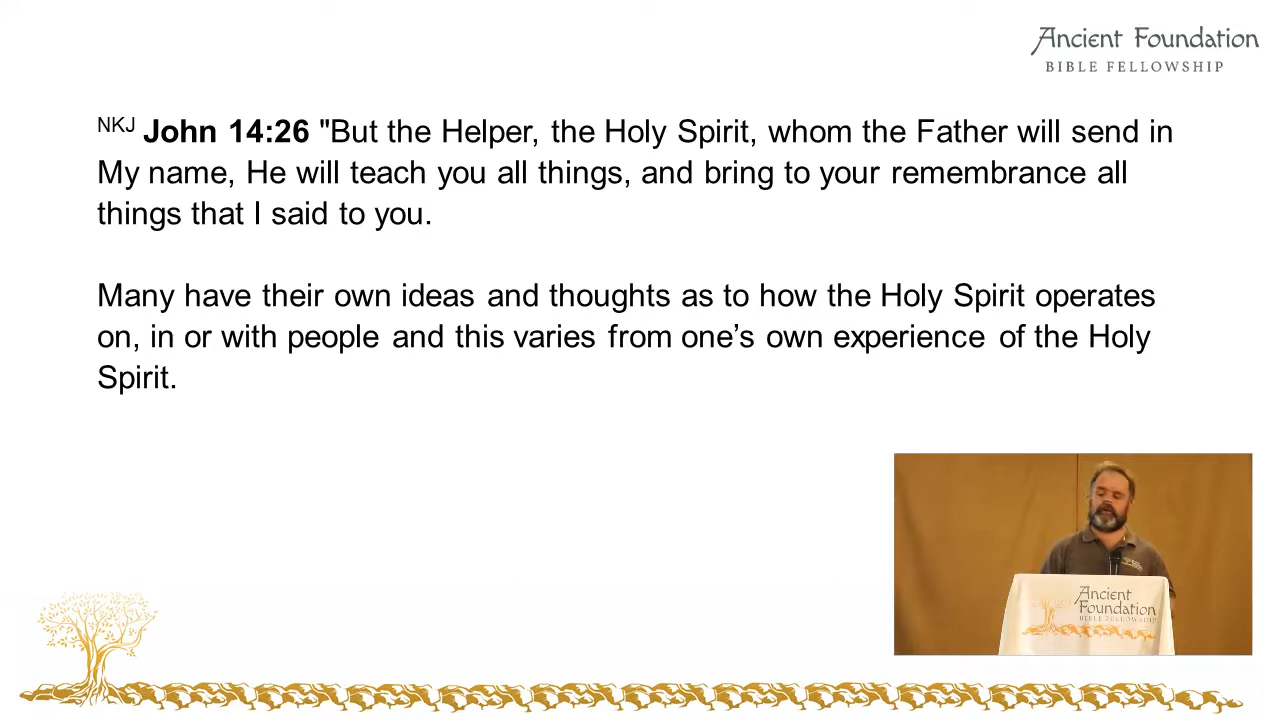 Ancient Foundation
BIBLE FELLOWSHIP
NKJ John 14:26 "But the Helper, the Holy Spirit, whom the Father will send in
My name, He will teach you all things, and bring to your remembrance all
things that I said to you.
Many have their own ideas and thoughts as to how the Holy Spirit operates
on, in or with people and this varies from one’s own experience of the Holy
Spirit.
Ancient
Foundation
BIBLE FELLOWSHIP